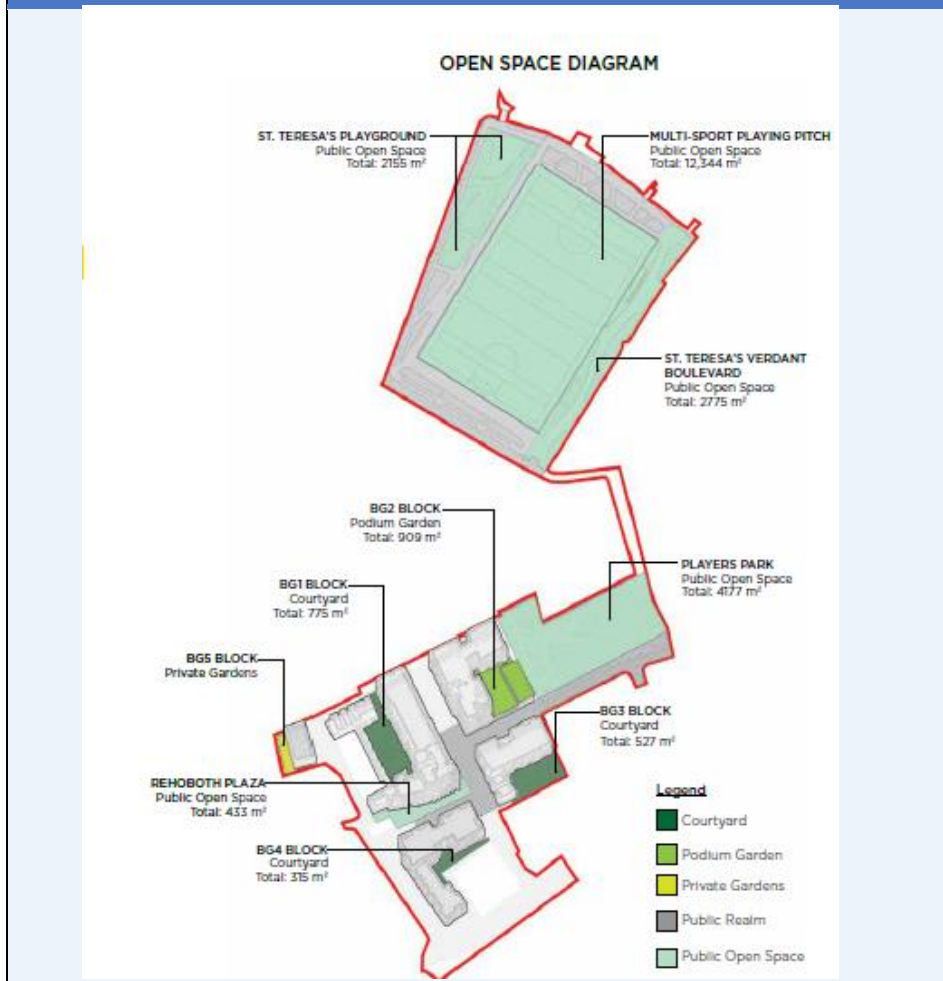 OPEN SPACE DIAGRAM
ST. TERESA'S PLAYGROUND
Public Open Space
Total: 2155 m²
MULTI-SPORT PLAYING PITCH
Public Open Space
Total: 12,344 m²
ST. TERESA'S VERDANT
BOULEVARD
Public Open Space
Total: 2775 m²
BG2 BLOCK
Podium Garden
Total: 909 m²
PLAYERS PARK
Public Open Space
Total: 4177 m²
BG1 BLOCK
Courtyard
Total: 775 m²
BG5 BLOCK
Private Gardens
BG3 BLOCK
Courtyard
Total: 527 m²
REHOBOTH PLAZA
Public Open Space
Total: 433 m²
BG4 BLOCK
Courtyard
Total: 315 m²
Legend
Courtyard
Podium Garden
Private Gardens
Public Realm
Public Open Space